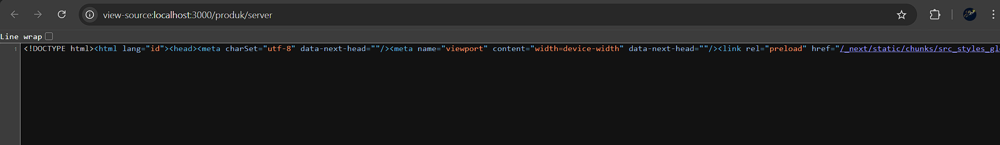 view-source:localhost:3000/produk/server
Line wrap
1 <!DOCTYPE html><html lang="id"><head><meta charSet="utf-8" data-next-head=""/><meta name="viewport" content="width=device-width" data-next-head=""/><link rel="preload" href="/_next/static/chunks/src_styles_gl